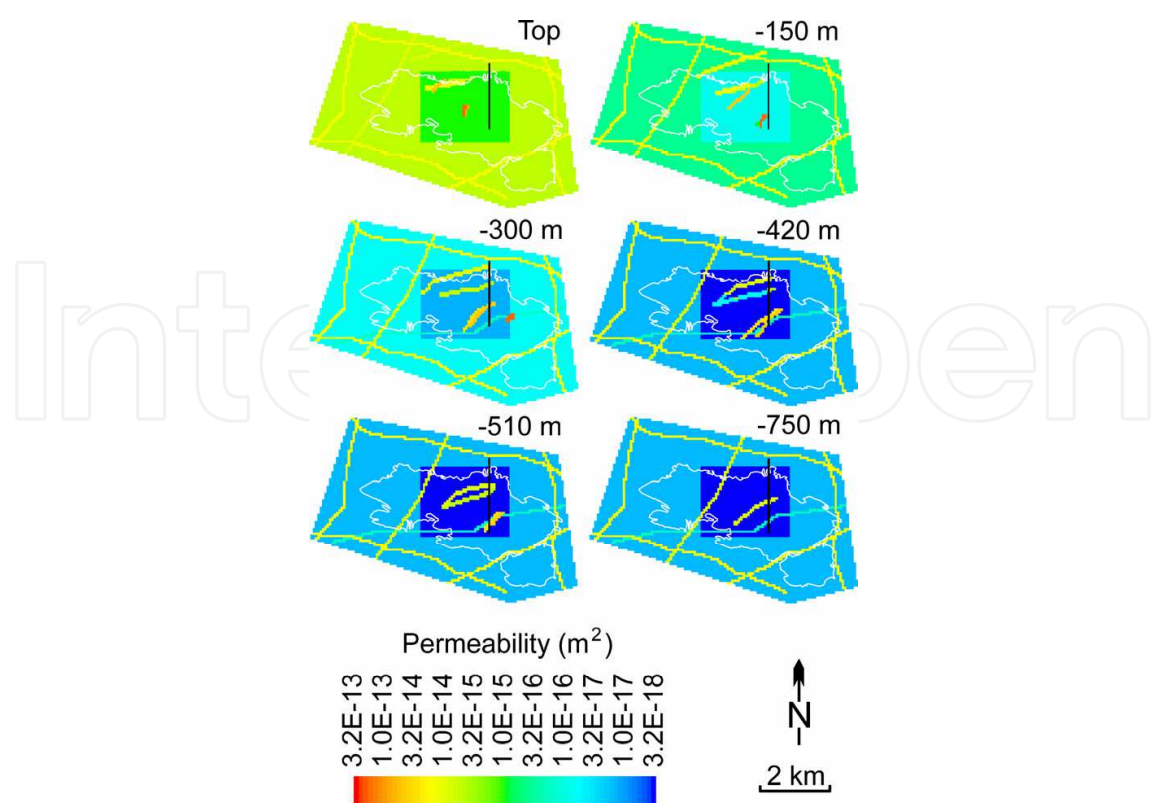 Top
-150 m
-300 m
-420 m
-510 m
-750 m
Permeability (m²)
3.2E-13
1.0E-13
3.2E-14
1.0E-14
3.2E-15
1.0E-15
3.2E-16
1.0E-16
3.2E-17
1.0E-17
3.2E-18
N
2 km